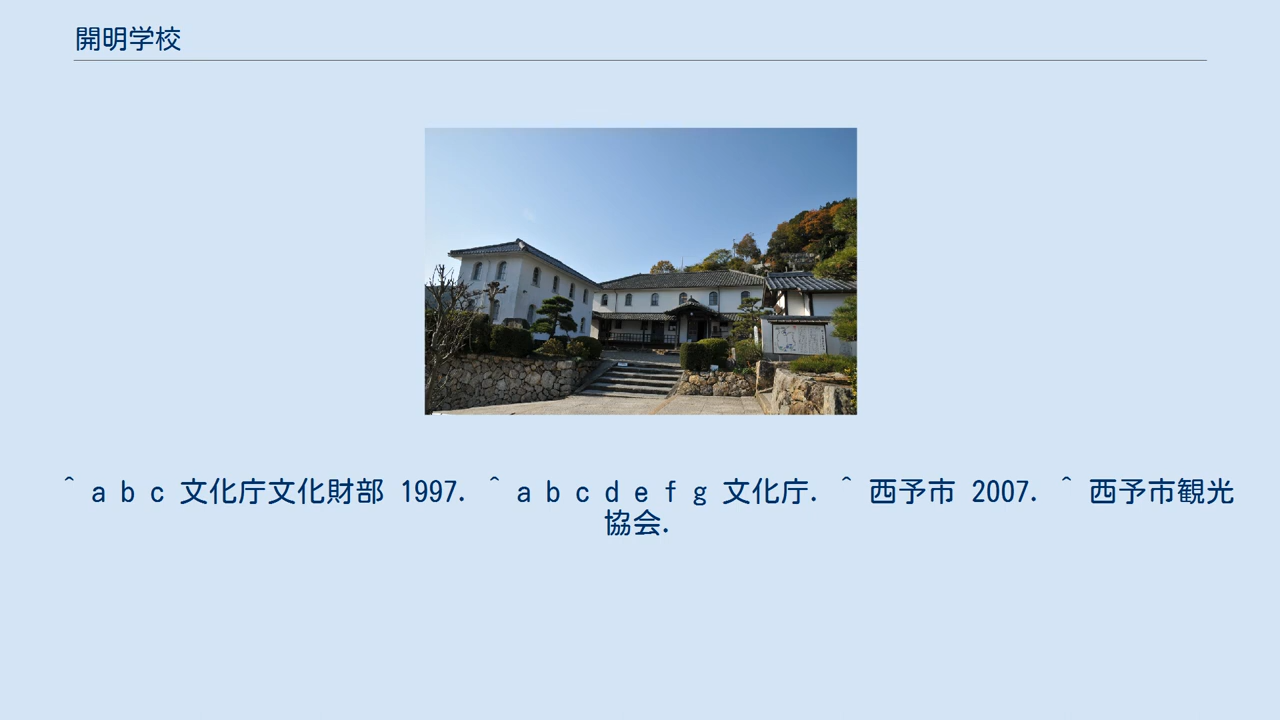 開明学校
^ a b c 文化庁文化財部 1997. ^ a b c d e f g 文化庁. ^ 西予市 2007. ^ 西予市観光
協会.